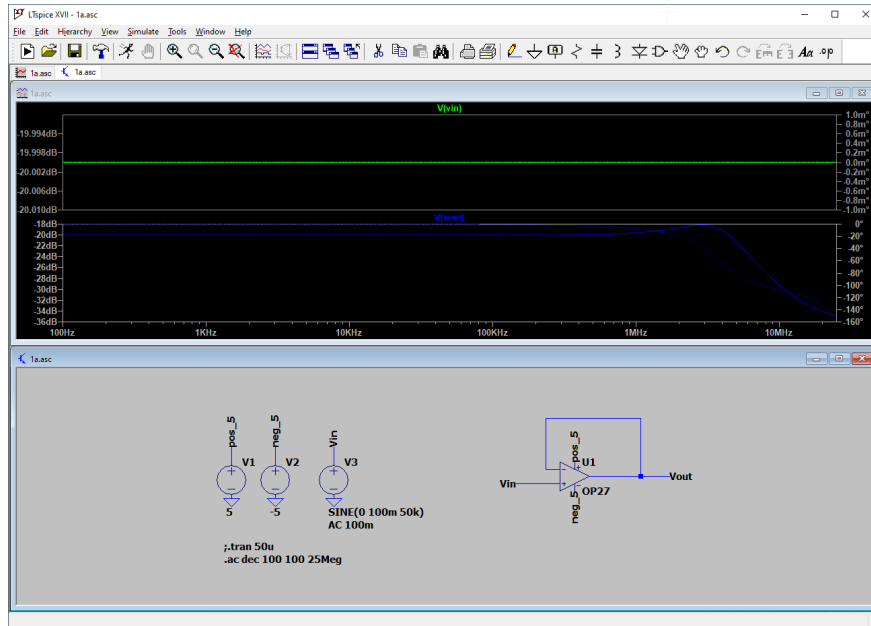 LTspice XVII - 1a.asc
File Edit Hierarchy View Simulate Tools Window Help
Aa .op
1a.asc 1a.asc
1a.asc
V(vin)
-19.994dB
-19.998dB
-20.002dB
-20.006dB
-20.010dB
1.0m°
0.8m°
0.6m°
0.4m°
0.2m°
0.0m°
-0.2m°
-0.4m°
-0.6m°
-0.8m°
-1.0m°
V(vout)
-18dB
-20dB
-22dB
-24dB
-26dB
-28dB
-30dB
-32dB
-34dB
-36dB
0°
-20°
-40°
-60°
-80°
-100°
-120°
-140°
-160°
100Hz 1KHz 10KHz 100KHz 1MHz 10MHz
1a.asc
pos_5 neg_5 Vin
V1 V2 V3
5 -5 SINE(0 100m 50k)
AC 100m
;.tran 50u
.ac dec 100 100 25Meg
pos_5
U1
Vin Vout
OP27
neg_5